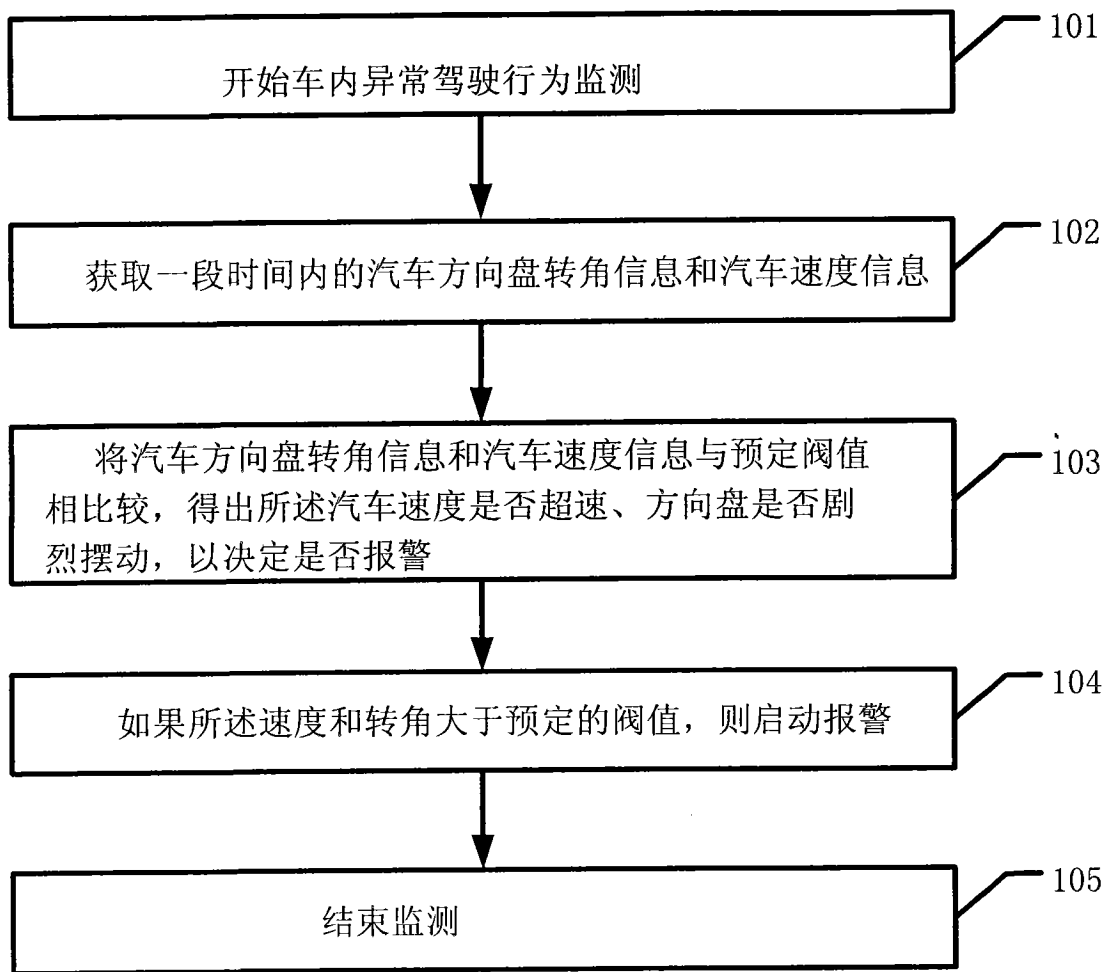 101
开始车内异常驾驶行为监测
102
获取一段时间内的汽车方向盘转角信息和汽车速度信息
103
将汽车方向盘转角信息和汽车速度信息与预定阀值
相比较，得出所述汽车速度是否超速、方向盘是否剧
烈摆动，以决定是否报警
104
如果所述速度和转角大于预定的阀值，则启动报警
105
结束监测